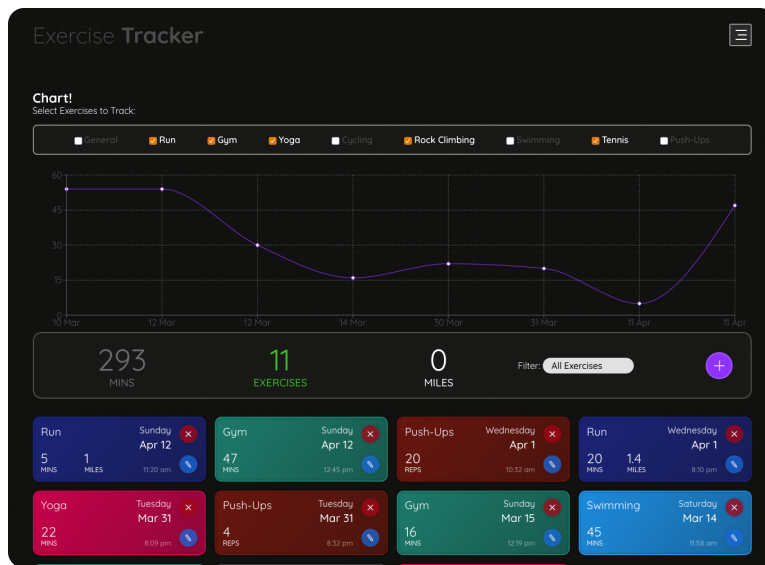 Exercise Tracker
Chart!
Select Exercises to Track:
General Run Gym Yoga Cycling Rock Climbing Swimming Tennis Push-Ups
60
45
30
15
0
10 Mar 12 Mar 12 Mar 14 Mar 30 Mar 31 Mar 11 Apr 11 Apr
293 11 0
MINS EXERCISES MILES
Filter: All Exercises
+
Run Sunday
Apr 12
5 1
MINS MILES 11:20 am
Gym Sunday
Apr 12
47
MINS 12:45 pm
Push-Ups Wednesday
Apr 1
20
REPS 10:32 am
Run Wednesday
Apr 1
20 1.4
MINS MILES 8:10 pm
Yoga Tuesday
Mar 31
22
MINS 8:09 pm
Push-Ups Tuesday
Mar 31
4
REPS 8:32 pm
Gym Sunday
Mar 15
16
MINS 12:19 pm
Swimming Saturday
Mar 14
45
MINS 11:58 am